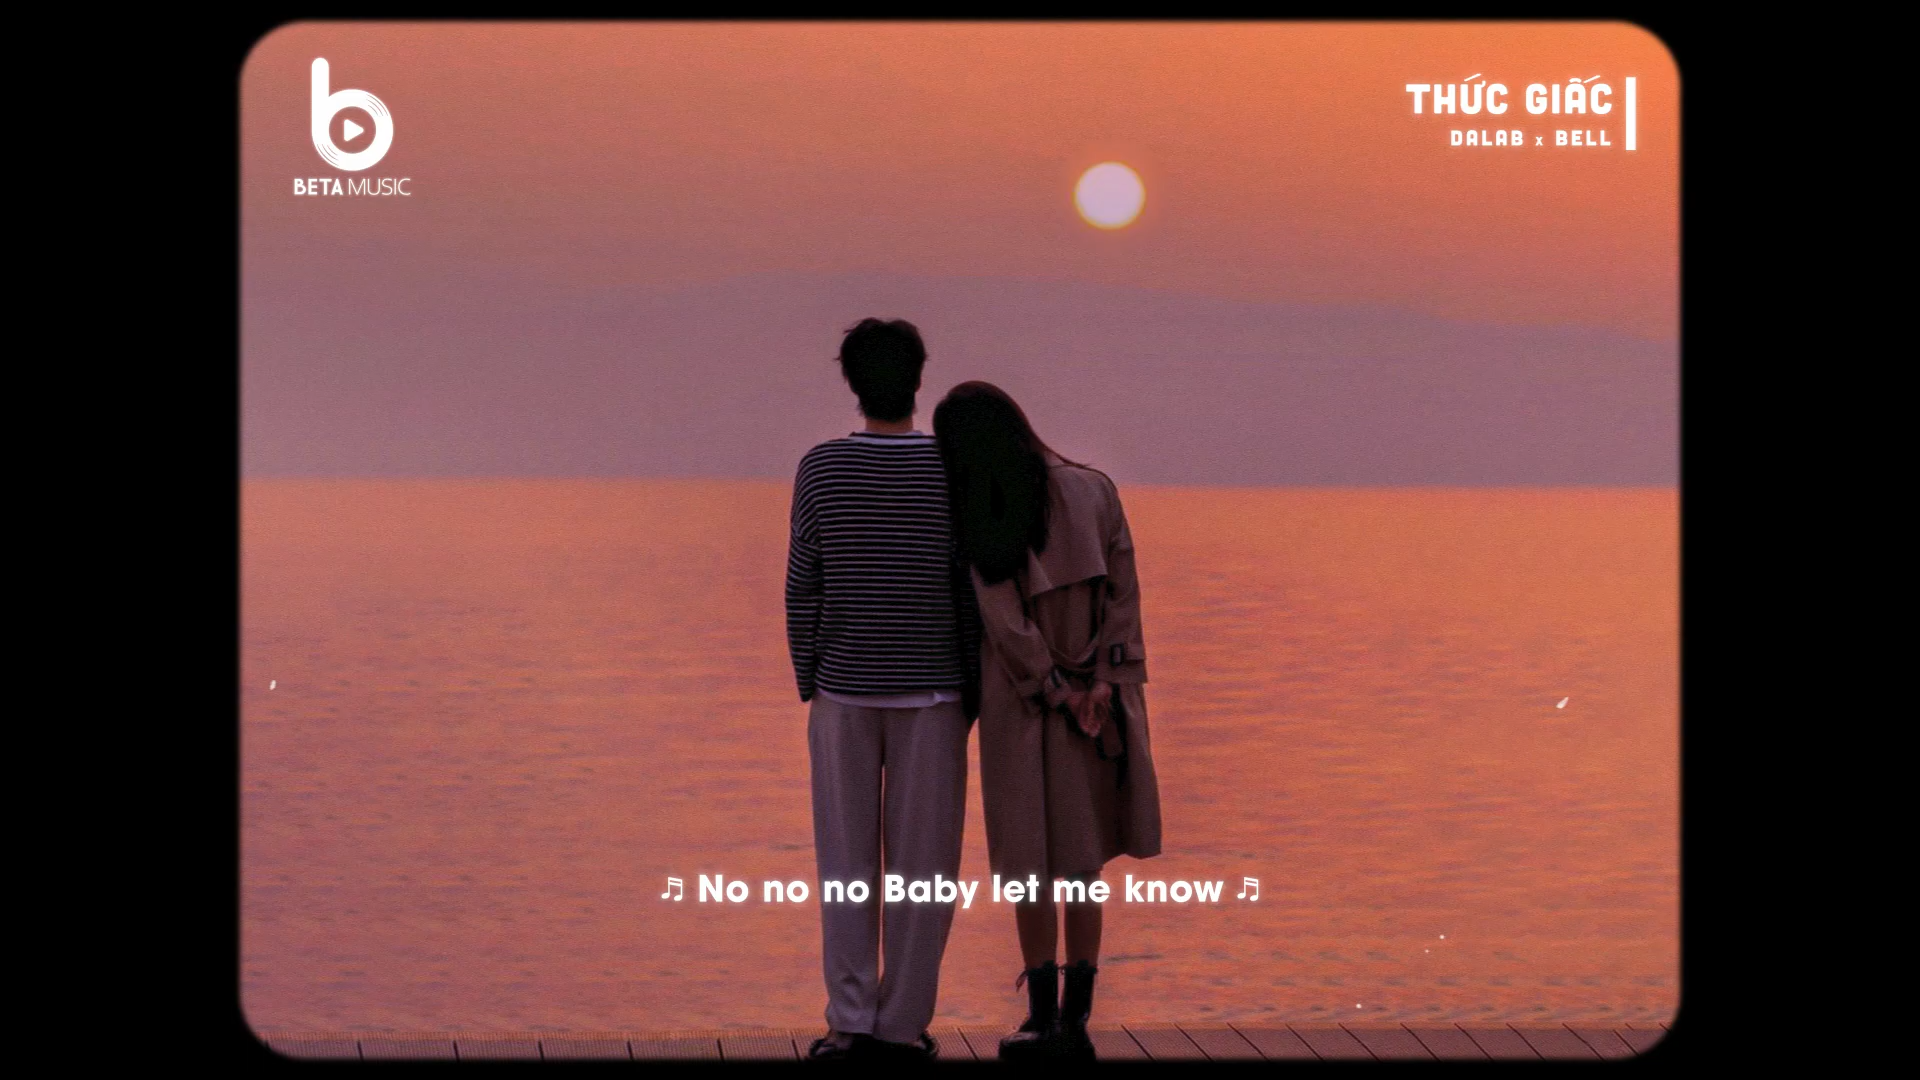 BETA MUSIC
THỨC GIẤC
DALAB x BELL
♫ No no no Baby let me know ♫